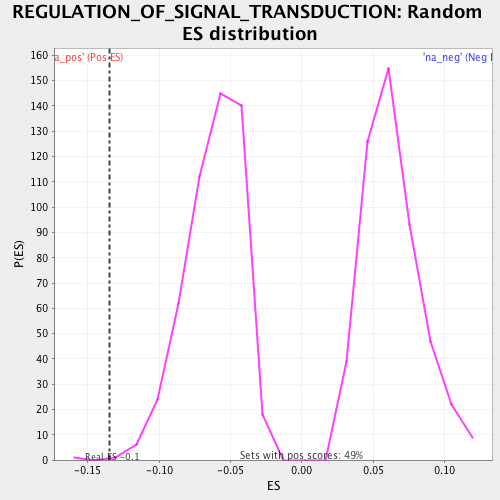 REGULATION_OF_SIGNAL_TRANSDUCTION: Random
ES distribution
a_pos' (Pos ES)
'na_neg' (Neg
160
150
140
130
120
110
100
90
80
70
60
50
40
30
20
10
0
P(ES)
Real ES -0.1
Sets with pos scores: 49%
-0.15
-0.10
-0.05
0.00
0.05
0.10
ES